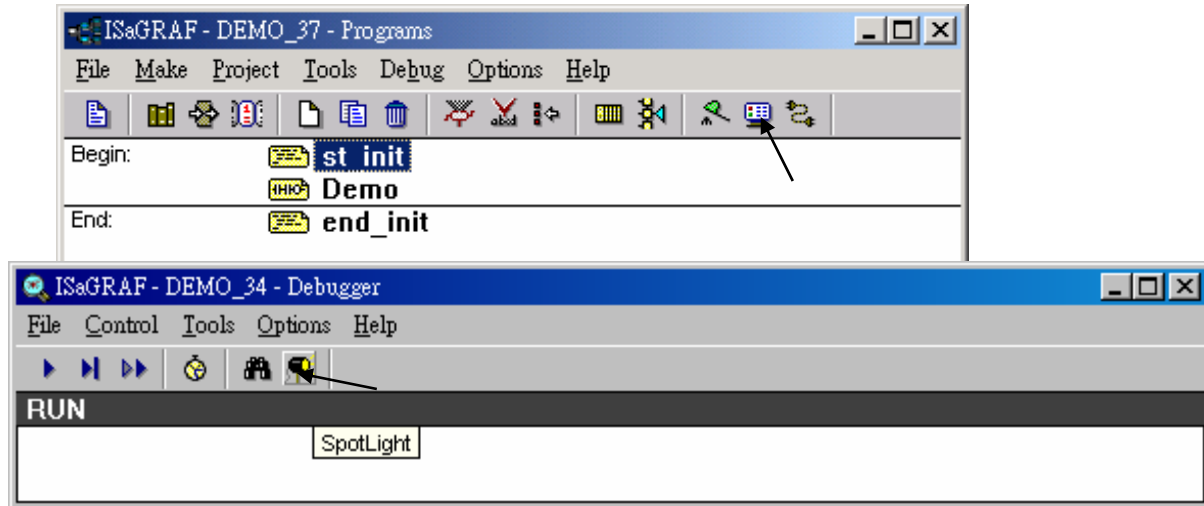 ISaGRAF - DEMO_37 - Programs
File Make Project Tools Debug Options Help
Begin: st_init
Demo
End: end_init
ISaGRAF - DEMO_34 - Debugger
File Control Tools Options Help
RUN
SpotLight